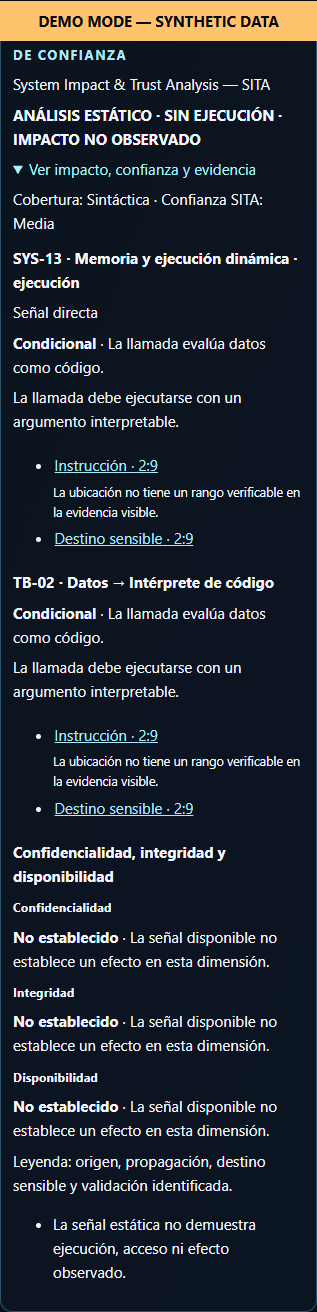 DEMO MODE — SYNTHETIC DATA
DE CONFIANZA
System Impact & Trust Analysis — SITA
ANÁLISIS ESTÁTICO · SIN EJECUCIÓN ·
IMPACTO NO OBSERVADO
▼ Ver impacto, confianza y evidencia
Cobertura: Sintáctica · Confianza SITA:
Media
SYS-13 · Memoria y ejecución dinámica ·
ejecución
Señal directa
Condicional · La llamada evalúa datos
como código.
La llamada debe ejecutarse con un
argumento interpretable.
• Instrucción · 2:9
La ubicación no tiene un rango verificable en
la evidencia visible.
• Destino sensible · 2:9
TB-02 · Datos → Intérprete de código
Condicional · La llamada evalúa datos
como código.
La llamada debe ejecutarse con un
argumento interpretable.
• Instrucción · 2:9
La ubicación no tiene un rango verificable en
la evidencia visible.
• Destino sensible · 2:9
Confidencialidad, integridad y
disponibilidad
Confidencialidad
No establecido · La señal disponible no
establece un efecto en esta dimensión.
Integridad
No establecido · La señal disponible no
establece un efecto en esta dimensión.
Disponibilidad
No establecido · La señal disponible no
establece un efecto en esta dimensión.
Leyenda: origen, propagación, destino
sensible y validación identificada.
• La señal estática no demuestra
ejecución, acceso ni efecto
observado.